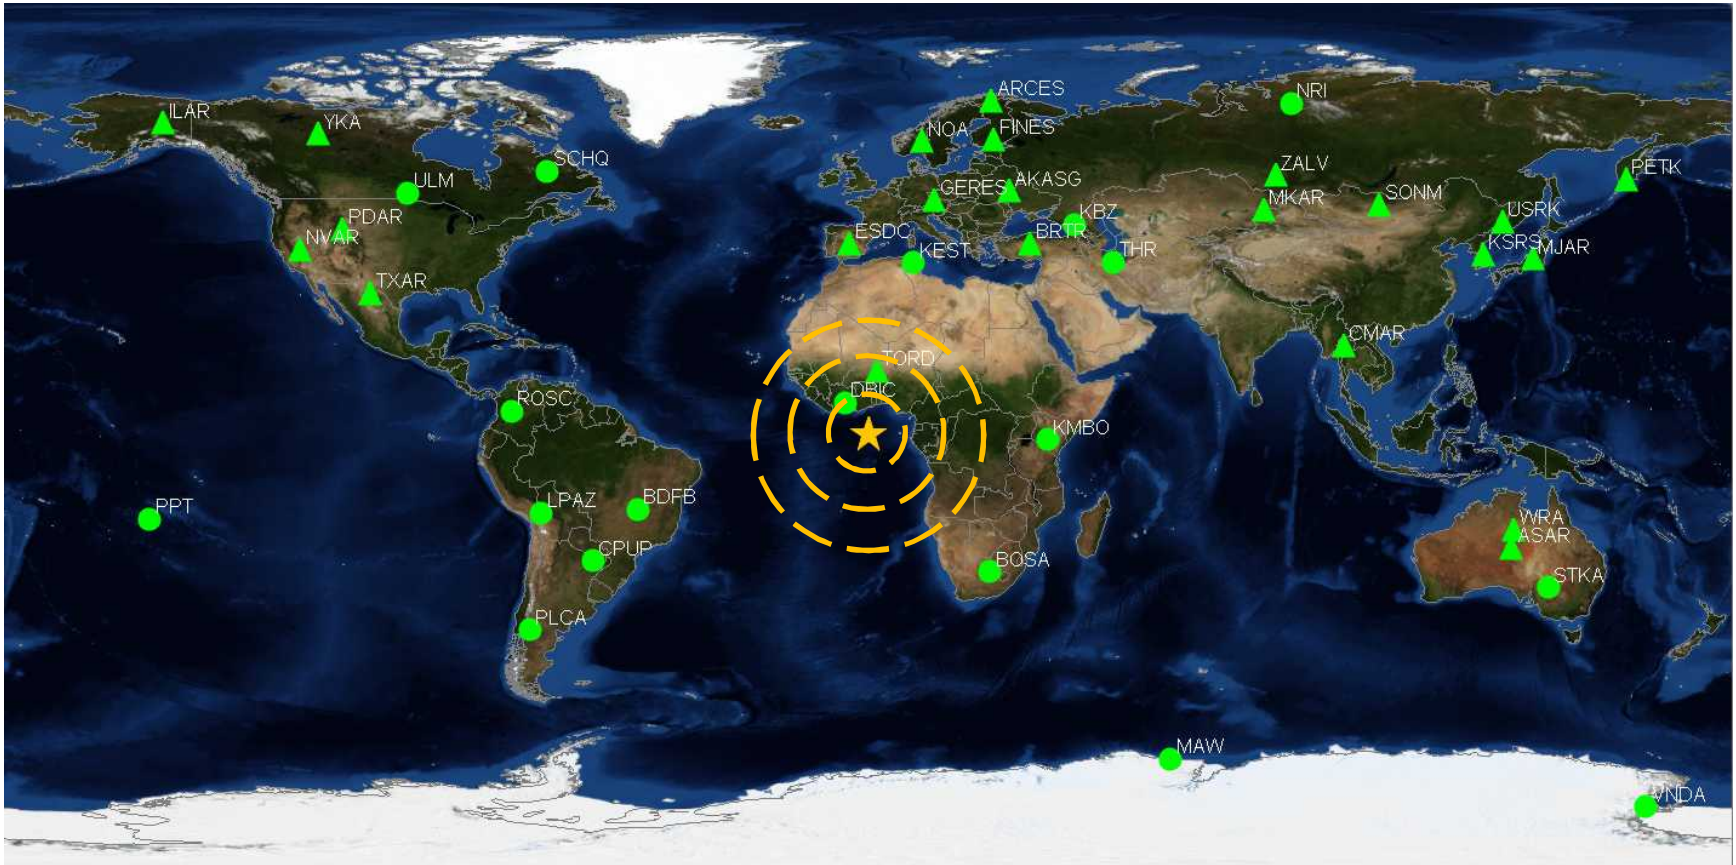 ARCES
NRI
ILAR
YKA
NOA
FINES
SCHQ
ZALV
PETK
ULM
GERES
AKASG
MKAR
SONM
PDAR
KBZ
USRK
NVAR
ESDC
BRTR
KEST
THR
KSRS
MJAR
TXAR
CMAR
TORD
DBIC
ROSC
KMBO
PPT
LPAZ
BDFB
WRA
ASAR
CPUP
BOSA
STKA
PLCA
MAW
VNDA